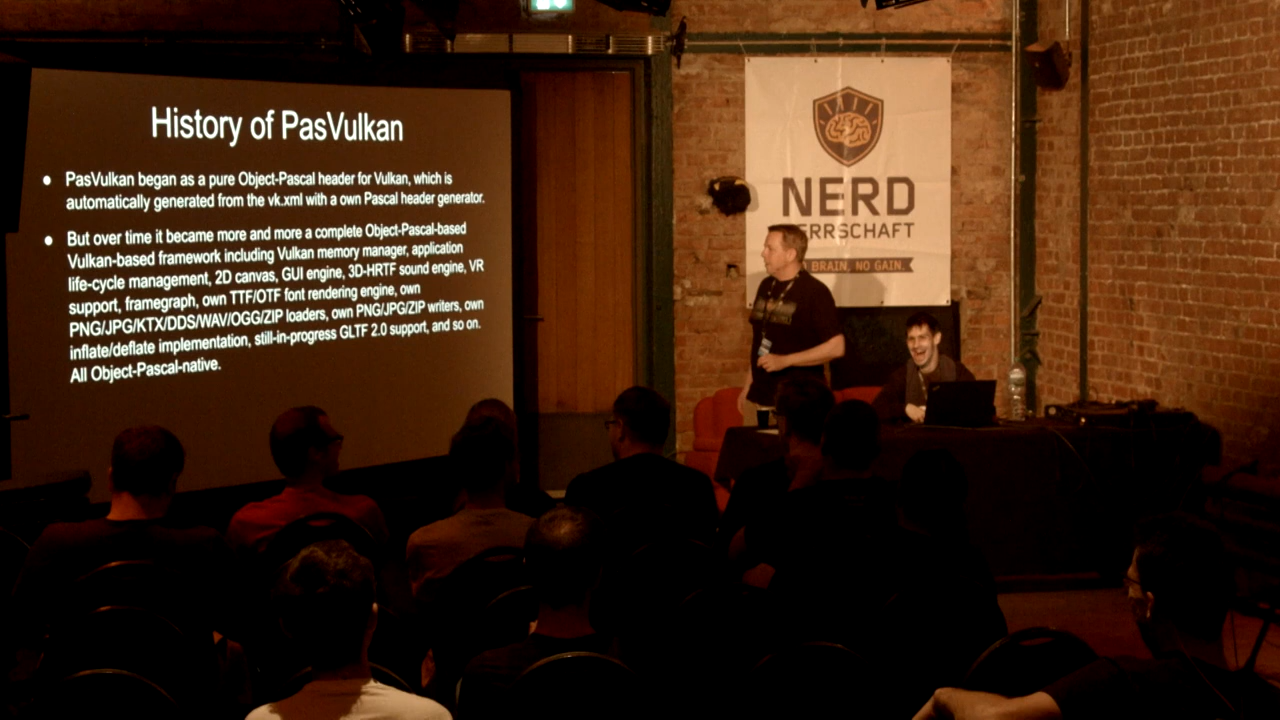 History of PasVulkan
● PasVulkan began as a pure Object-Pascal header for Vulkan, which is
automatically generated from the vk.xml with a own Pascal header generator.
● But over time it became more and more a complete Object-Pascal-based
Vulkan-based framework including Vulkan memory manager, application
life-cycle management, 2D canvas, GUI engine, 3D-HRTF sound engine, VR
support, framegraph, own TTF/OTF font rendering engine, own
PNG/JPG/KTX/DDS/WAV/OGG/ZIP loaders, own PNG/JPG/ZIP writers, own
inflate/deflate implementation, still-in-progress GLTF 2.0 support, and so on.
All Object-Pascal-native.
NERD
ERRSCHAFT
BRAIN, NO GAIN.